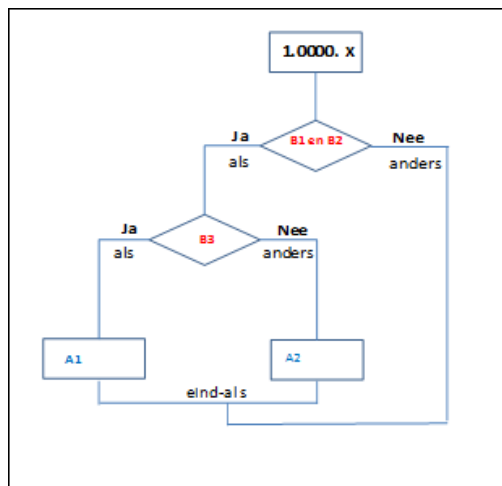 1.0000. x
B1 en B2
Ja
Nee
als
anders
B3
Ja
Nee
als
anders
A1
A2
eind-als